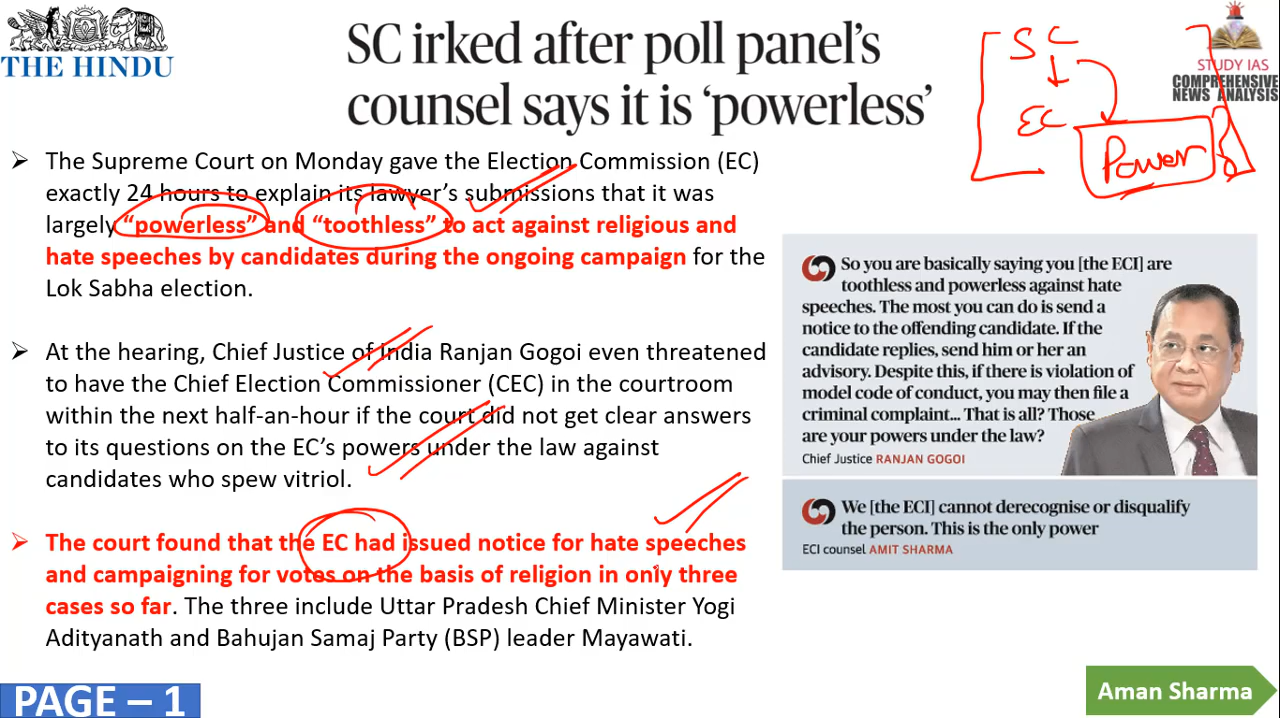 THE HINDU
SC irked after poll panel's
counsel says it is 'powerless'
SC
EC
Power
STUDY IAS
COMPREHENSIVE
NEWS ANALYSIS
➢ The Supreme Court on Monday gave the Election Commission (EC)
exactly 24 hours to explain its lawyer's submissions that it was
largely "powerless" and "toothless" to act against religious and
hate speeches by candidates during the ongoing campaign for the
Lok Sabha election.
➢ At the hearing, Chief Justice of India Ranjan Gogoi even threatened
to have the Chief Election Commissioner (CEC) in the courtroom
within the next half-an-hour if the court did not get clear answers
to its questions on the EC's powers under the law against
candidates who spew vitriol.
➢ The court found that the EC had issued notice for hate speeches
and campaigning for votes on the basis of religion in only three
cases so far. The three include Uttar Pradesh Chief Minister Yogi
Adityanath and Bahujan Samaj Party (BSP) leader Mayawati.
So you are basically saying you [the ECI] are
toothless and powerless against hate
speeches. The most you can do is send a
notice to the offending candidate. If the
candidate replies, send him or her an
advisory. Despite this, if there is violation of
model code of conduct, you may then file a
criminal complaint... That is all? Those
are your powers under the law?
Chief Justice RANJAN GOGOI
We [the ECI] cannot derecognise or disqualify
the person. This is the only power
ECI counsel AMIT SHARMA
PAGE – 1
Aman Sharma